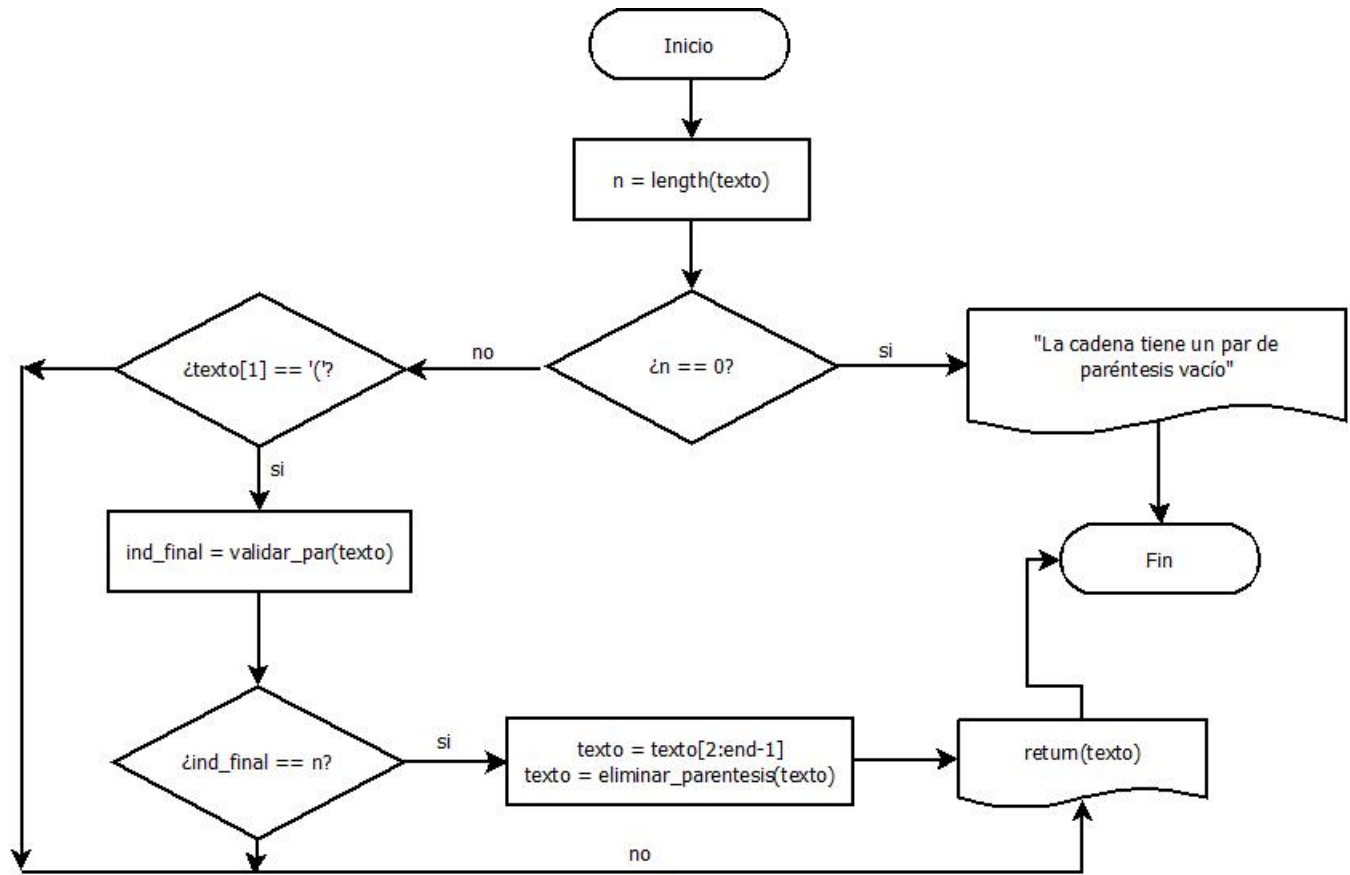 Inicio
n = length(texto)
¿n == 0?
no
si
¿texto[1] == '('?
"La cadena tiene un par de
paréntesis vacío"
si
ind_final = validar_par(texto)
Fin
¿ind_final == n?
si
texto = texto[2:end-1]
texto = eliminar_parentesis(texto)
return(texto)
no